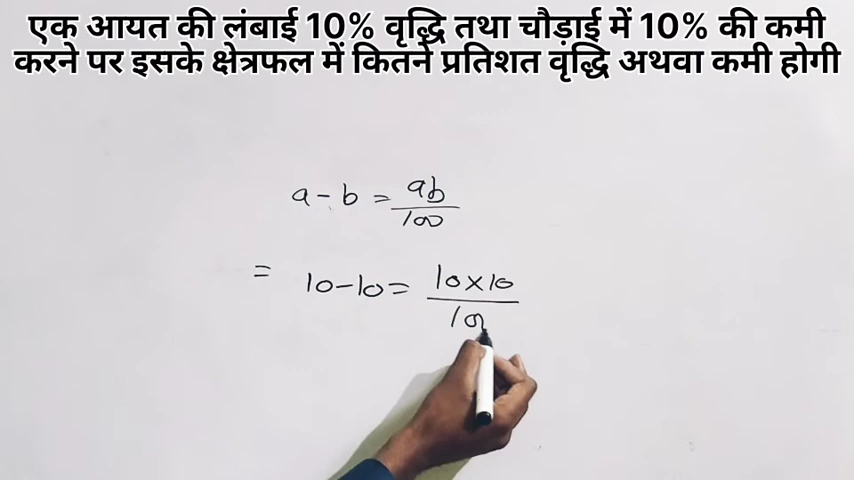 एक आयत की लंबाई 10% वृद्धि तथा चौड़ाई में 10% की कमी
करने पर इसके क्षेत्रफल में कितने प्रतिशत वृद्धि अथवा कमी होगी
a - b = ab/100
= 10 - 10 = 10 × 10/100